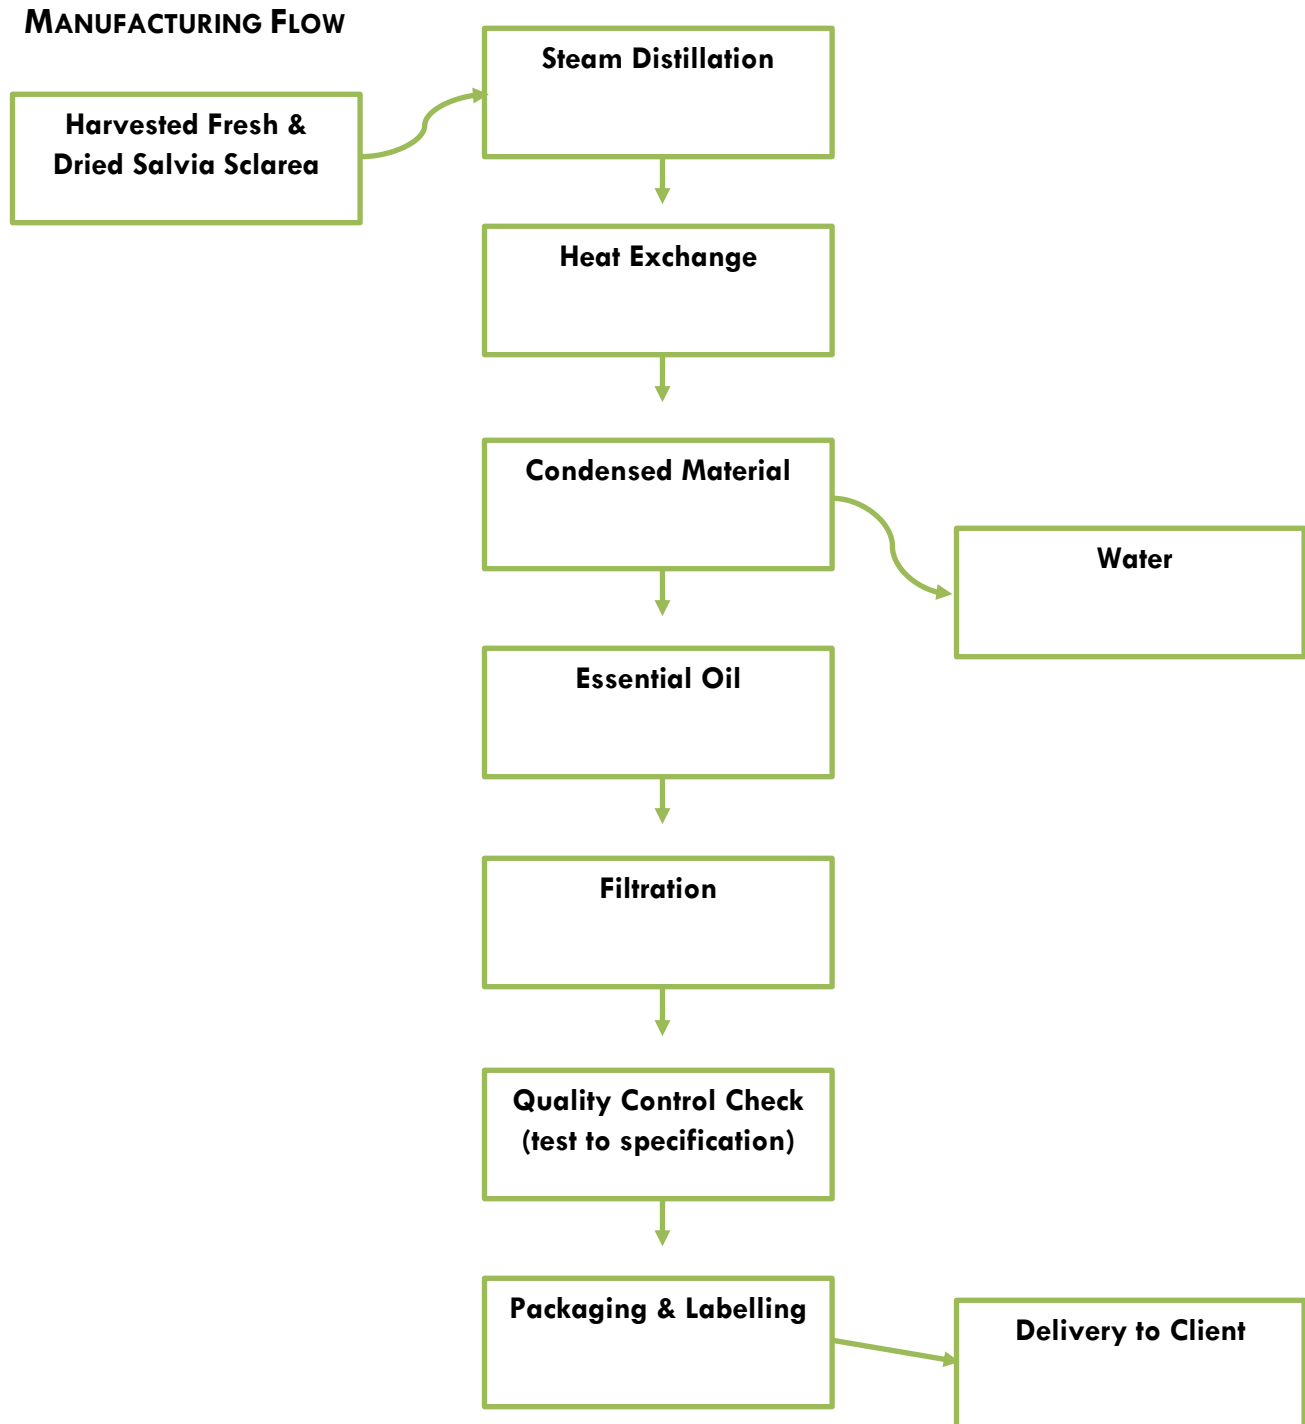 MANUFACTURING FLOW
Steam Distillation
Harvested Fresh &
Dried Salvia Sclarea
Heat Exchange
Condensed Material
Water
Essential Oil
Filtration
Quality Control Check
(test to specification)
Packaging & Labelling
Delivery to Client